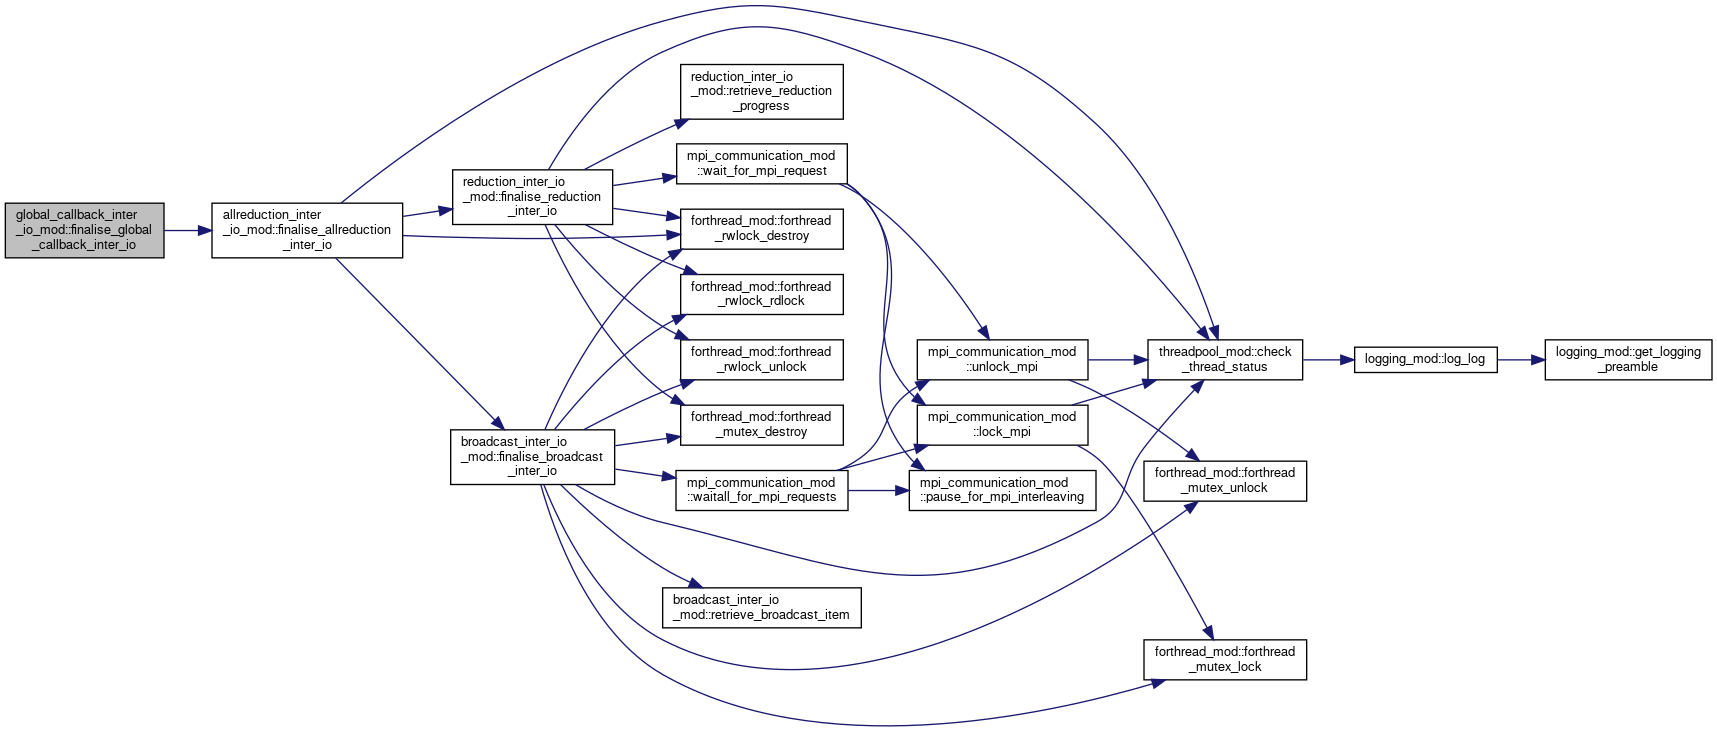 global_callback_inter
_io_mod::finalise_global
_callback_inter_io
allreduction_inter
_io_mod::finalise_allreduction
_inter_io
reduction_inter_io
_mod::finalise_reduction
_inter_io
broadcast_inter_io
_mod::finalise_broadcast
_inter_io
reduction_inter_io
_mod::retrieve_reduction
_progress
mpi_communication_mod
::wait_for_mpi_request
forthread_mod::forthread
_rwlock_destroy
forthread_mod::forthread
_rwlock_rdlock
forthread_mod::forthread
_rwlock_unlock
forthread_mod::forthread
_mutex_destroy
mpi_communication_mod
::waitall_for_mpi_requests
broadcast_inter_io
_mod::retrieve_broadcast_item
mpi_communication_mod
::unlock_mpi
mpi_communication_mod
::lock_mpi
mpi_communication_mod
::pause_for_mpi_interleaving
threadpool_mod::check
_thread_status
forthread_mod::forthread
_mutex_unlock
forthread_mod::forthread
_mutex_lock
logging_mod::log_log
logging_mod::get_logging
_preamble